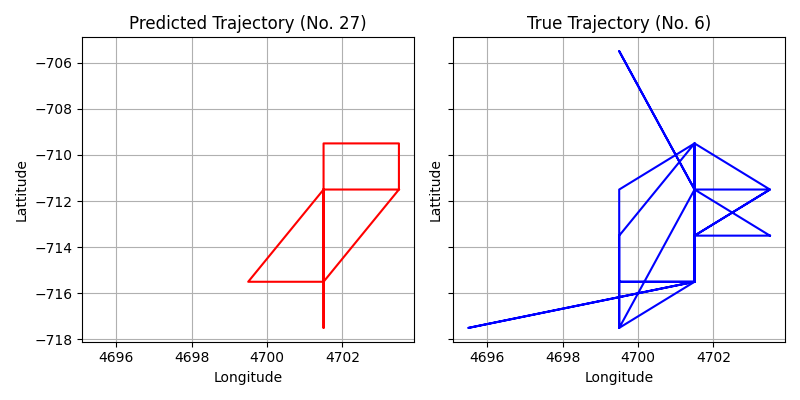 Predicted Trajectory (No. 27)
True Trajectory (No. 6)
Lattitude
−706
−708
−710
−712
−714
−716
−718
4696
4698
4700
4702
Longitude
Lattitude
4696
4698
4700
4702
Longitude